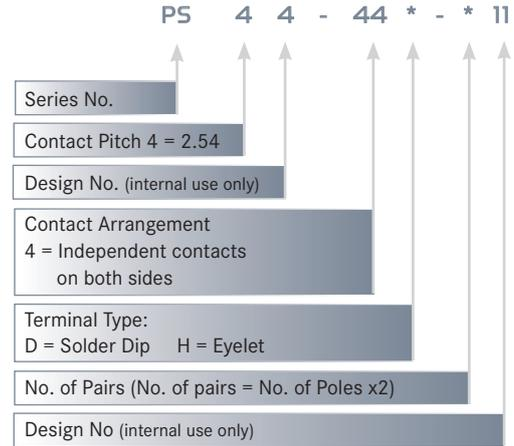 PS 4 4 - 44 * - * 11
Series No.
Contact Pitch 4 = 2.54
Design No. (internal use only)
Contact Arrangement
4 = Independent contacts
on both sides
Terminal Type:
D = Solder Dip H = Eyelet
No. of Pairs (No. of pairs = No. of Poles x2)
Design No (internal use only)